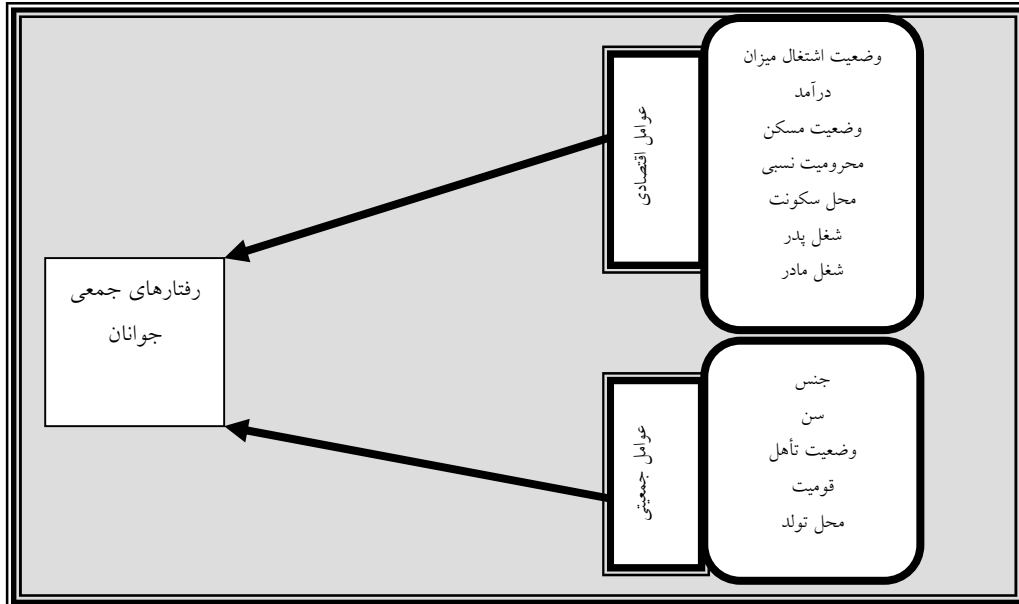 وضعیت اشتغال میزان
درآمد
وضعیت مسکن
محرومیت نسبی
محل سکونت
شغل پدر
شغل مادر
عوامل اقتصادی
رفتارهای جمعی
جوانان
جنس
سن
وضعیت تأهل
قومیت
محل تولد
عوامل جمعیتی